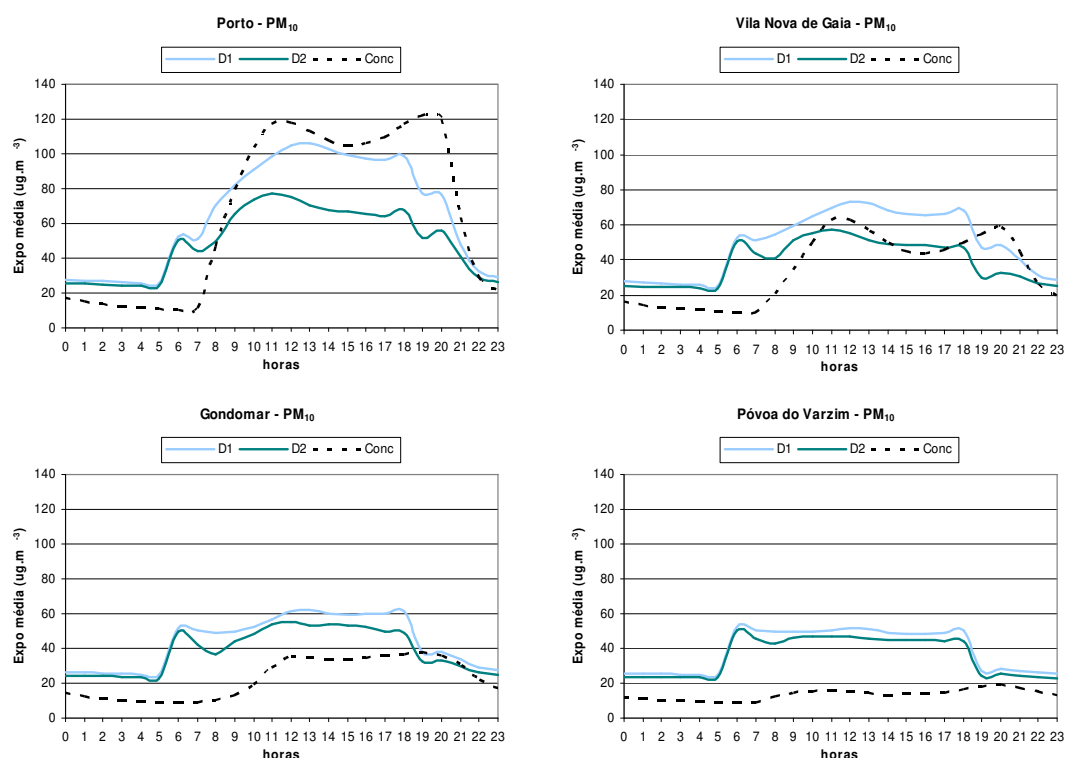 Porto - PM10
D1 D2 Conc
Expo média (ug.m -3)
140
120
100
80
60
40
20
0
0 1 2 3 4 5 6 7 8 9 10 11 12 13 14 15 16 17 18 19 20 21 22 23
horas
Vila Nova de Gaia - PM10
D1 D2 Conc
Expo média (ug.m -3)
140
120
100
80
60
40
20
0
0 1 2 3 4 5 6 7 8 9 10 11 12 13 14 15 16 17 18 19 20 21 22 23
horas
Gondomar - PM10
D1 D2 Conc
Expo média (ug.m -3)
140
120
100
80
60
40
20
0
0 1 2 3 4 5 6 7 8 9 10 11 12 13 14 15 16 17 18 19 20 21 22 23
horas
Póvoa do Varzim - PM10
D1 D2 Conc
Expo média (ug.m -3)
140
120
100
80
60
40
20
0
0 1 2 3 4 5 6 7 8 9 10 11 12 13 14 15 16 17 18 19 20 21 22 23
horas